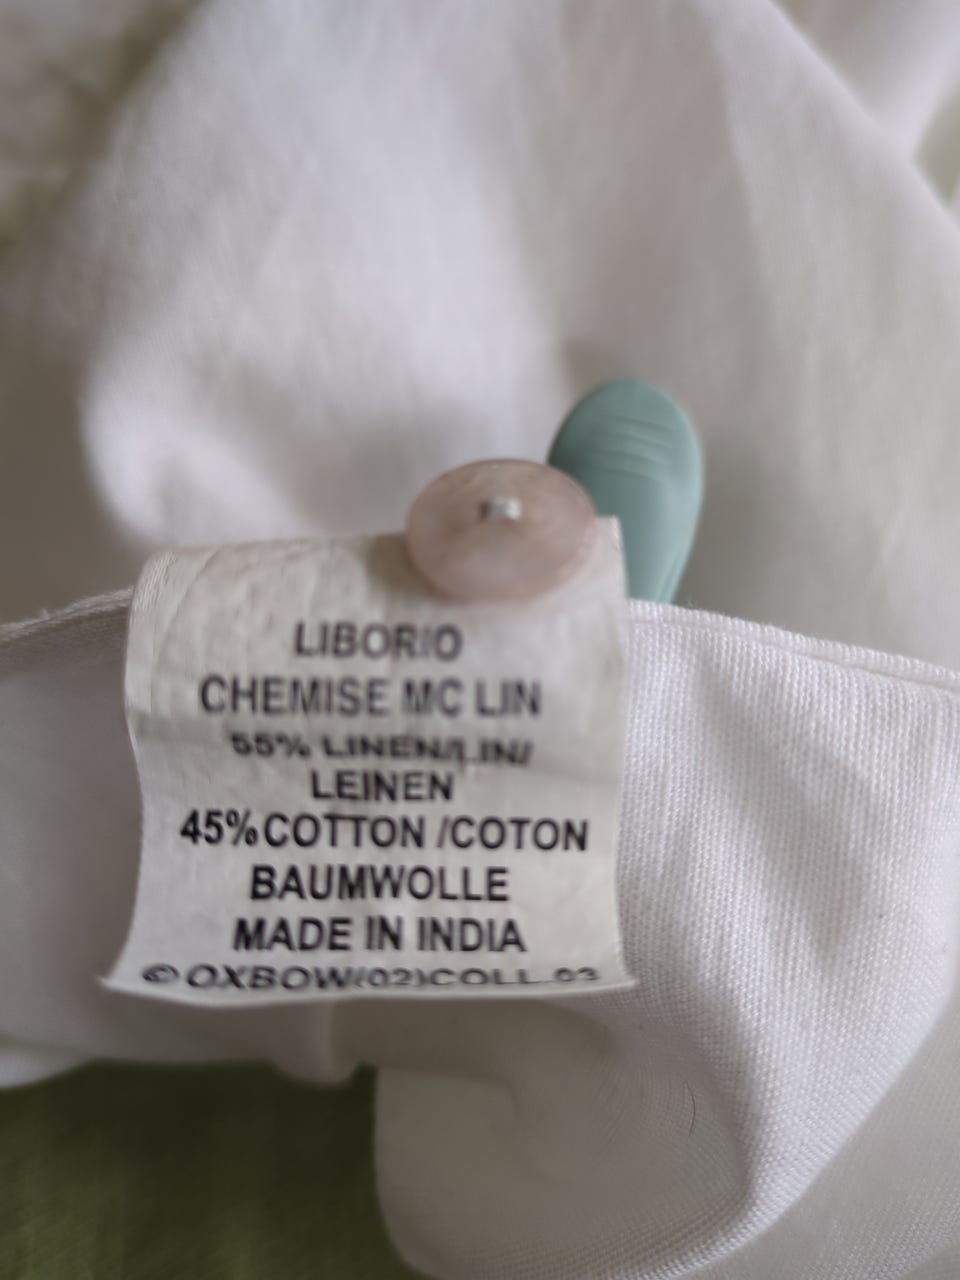 LIBORIO
CHEMISE MC LIN
55% LINEN/LIN/
LEINEN
45%COTTON /COTON
BAUMWOLLE
MADE IN INDIA
© OXBOW(02)COLL.03